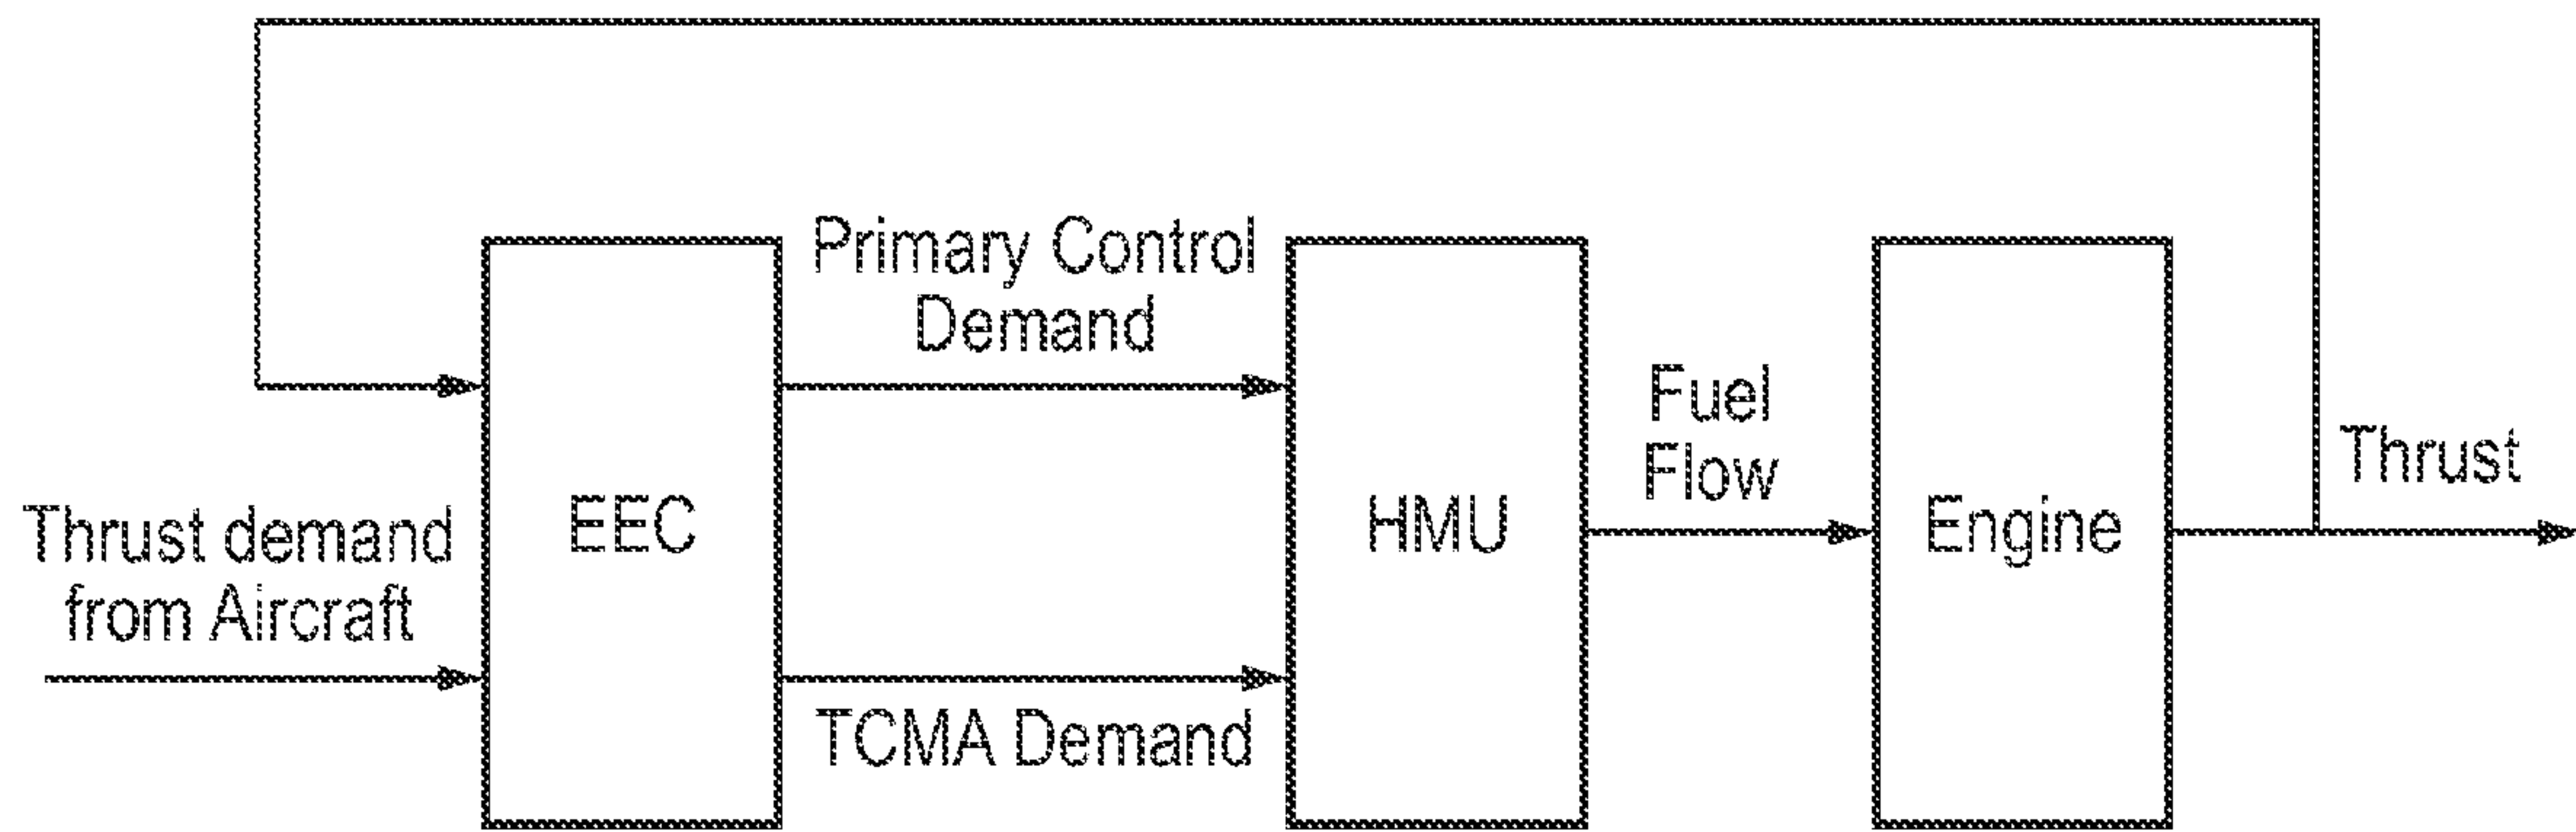 Primary Control
Demand
Fuel
Flow
Thrust
Thrust demand
from Aircraft
EEC
HMU
Engine
TCMA Demand